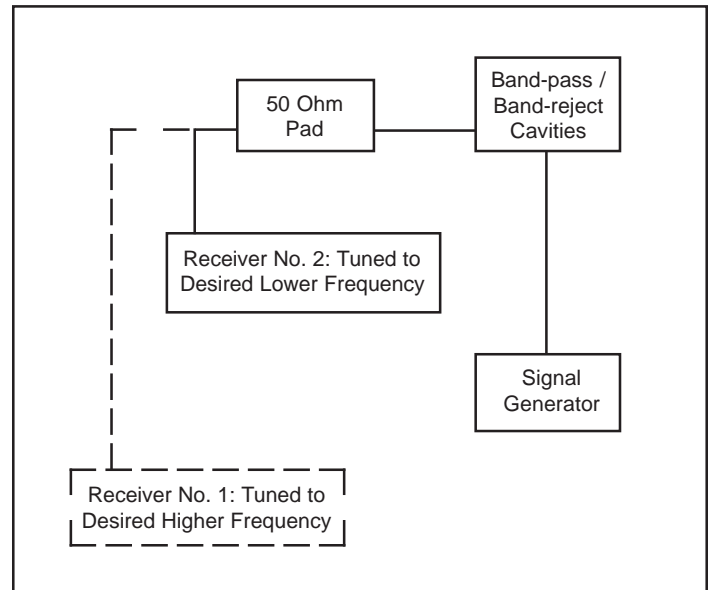 50 Ohm
Pad
Band-pass /
Band-reject
Cavities
Receiver No. 2: Tuned to
Desired Lower Frequency
Signal
Generator
Receiver No. 1: Tuned to
Desired Higher Frequency